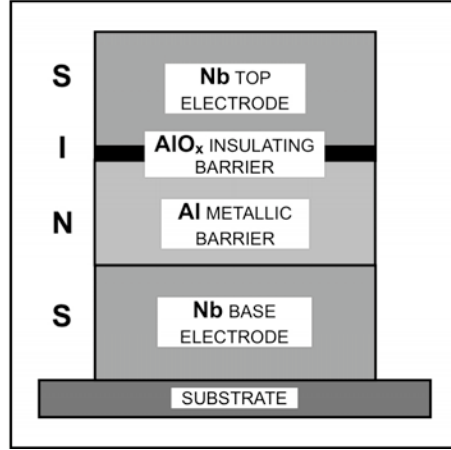 S
Nb TOP
ELECTRODE
I
AlOx INSULATING
BARRIER
N
Al METALLIC
BARRIER
S
Nb BASE
ELECTRODE
SUBSTRATE